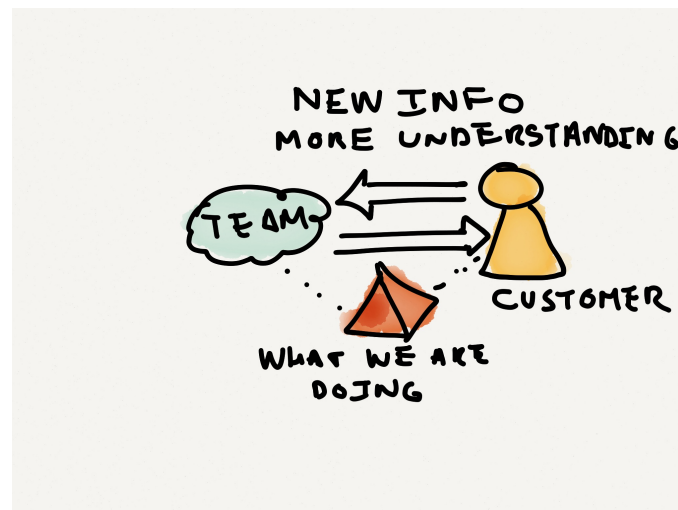 NEW INFO
MORE UNDERSTANDING
TEAM
CUSTOMER
WHAT WE ARE
DOING